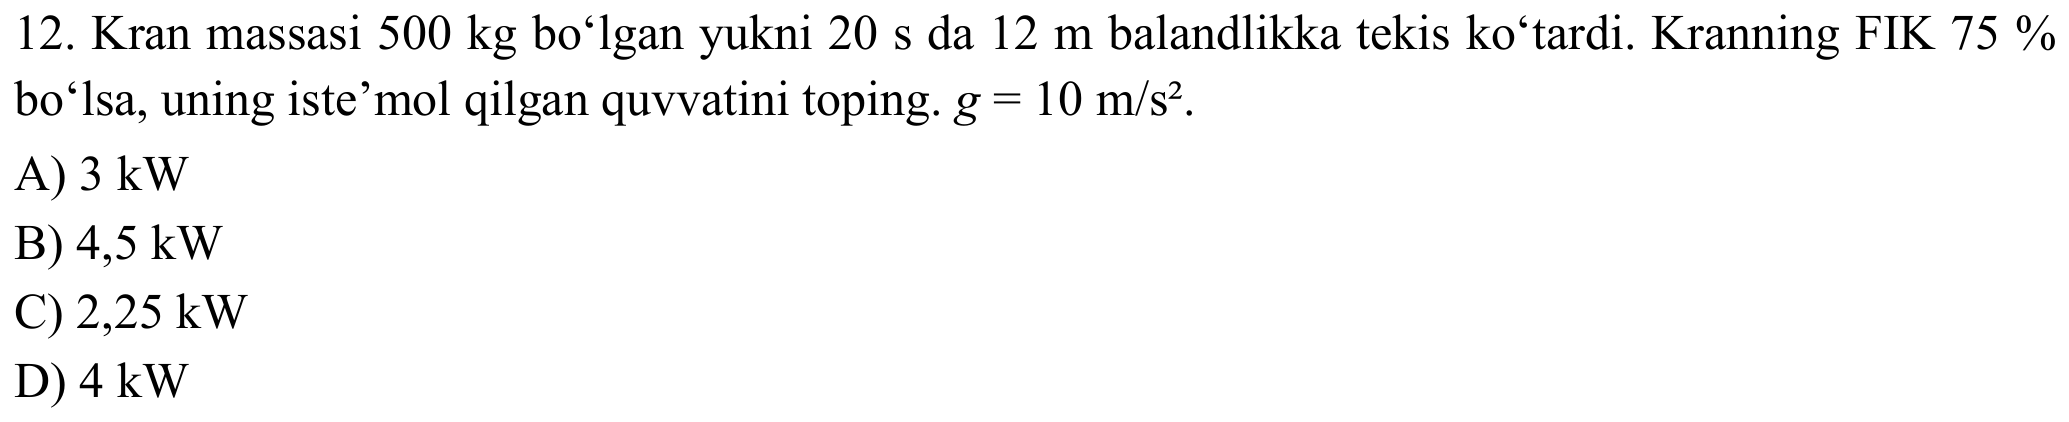 12. Kran massasi 500 kg bo‘lgan yukni 20 s da 12 m balandlikka tekis ko‘tardi. Kranning FIK 75 %
bo‘lsa, uning iste’mol qilgan quvvatini toping. g = 10 m/s².
A) 3 kW
B) 4,5 kW
C) 2,25 kW
D) 4 kW